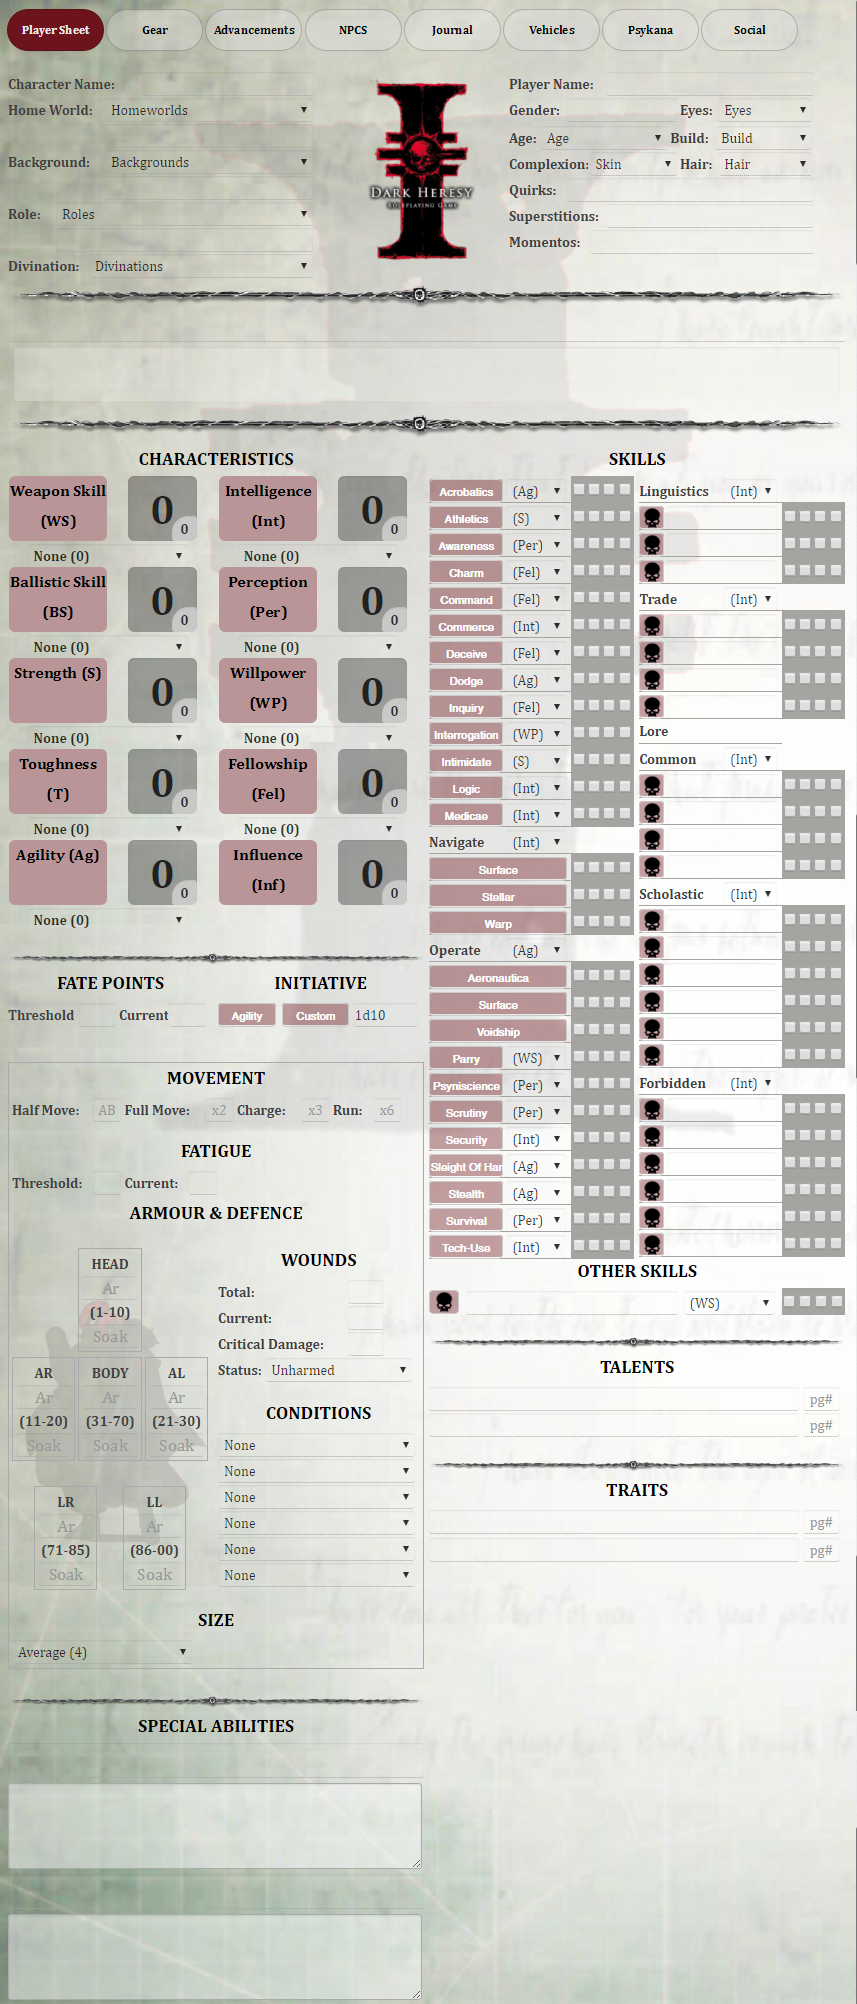 Player Sheet Gear Advancements NPCS Journal Vehicles Psykana Social
Character Name:
Home World: Homeworlds
Background: Backgrounds
Role: Roles
Divination: Divinations
DARK HERESY
ROLEPLAYING GAME
Player Name:
Gender: Eyes: Eyes
Age: Age Build: Build
Complexion: Skin Hair: Hair
Quirks:
Superstitions:
Momentos:
CHARACTERISTICS
Weapon Skill (WS) 0 0
None (0)
Intelligence (Int) 0 0
None (0)
Ballistic Skill (BS) 0 0
None (0)
Perception (Per) 0 0
None (0)
Strength (S) 0 0
None (0)
Willpower (WP) 0 0
None (0)
Toughness (T) 0 0
None (0)
Fellowship (Fel) 0 0
None (0)
Agility (Ag) 0 0
None (0)
Influence (Inf) 0 0
FATE POINTS
Threshold Current
INITIATIVE
Agility Custom 1d10
MOVEMENT
Half Move: AB Full Move: x2 Charge: x3 Run: x6
FATIGUE
Threshold: Current:
ARMOUR & DEFENCE
HEAD
Ar
(1-10)
Soak
AR BODY AL
Ar Ar Ar
(11-20) (31-70) (21-30)
Soak Soak Soak
LR LL
Ar Ar
(71-85) (86-00)
Soak Soak
WOUNDS
Total:
Current:
Critical Damage:
Status: Unharmed
CONDITIONS
None
None
None
None
None
None
SIZE
Average (4)
SPECIAL ABILITIES
SKILLS
Acrobatics (Ag)
Athletics (S)
Awareness (Per)
Charm (Fel)
Command (Fel)
Commerce (Int)
Deceive (Fel)
Dodge (Ag)
Inquiry (Fel)
Interrogation (WP)
Intimidate (S)
Logic (Int)
Medicae (Int)
Navigate (Int)
Surface
Stellar
Warp
Operate (Ag)
Aeronautica
Surface
Voidship
Parry (WS)
Psyniscience (Per)
Scrutiny (Per)
Security (Int)
Sleight Of Han (Ag)
Stealth (Ag)
Survival (Per)
Tech-Use (Int)
Linguistics (Int)
Trade (Int)
Lore
Common (Int)
Scholastic (Int)
Forbidden (Int)
OTHER SKILLS
(WS)
TALENTS
pg#
pg#
TRAITS
pg#
pg#